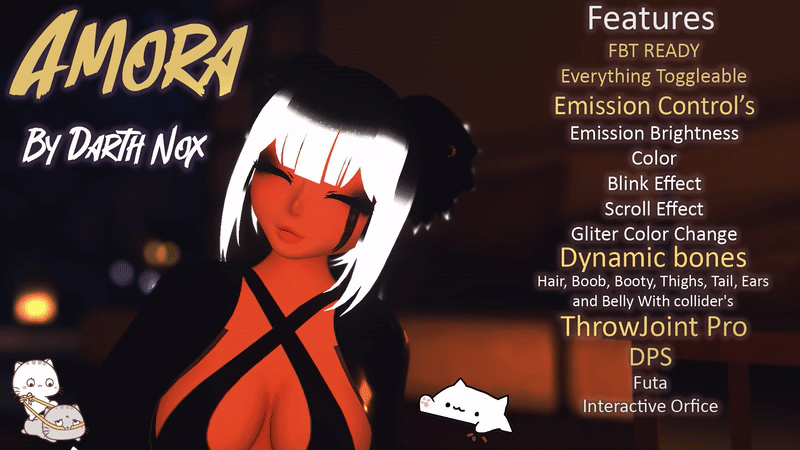 Amora
By Darth Nox
Features
FBT READY
Everything Toggleable
Emission Control's
Emission Brightness
Color
Blink Effect
Scroll Effect
Gliter Color Change
Dynamic bones
Hair, Boob, Booty, Thighs, Tail, Ears
and Belly With collider's
ThrowJoint Pro
DPS
Futa
Interactive Orfice